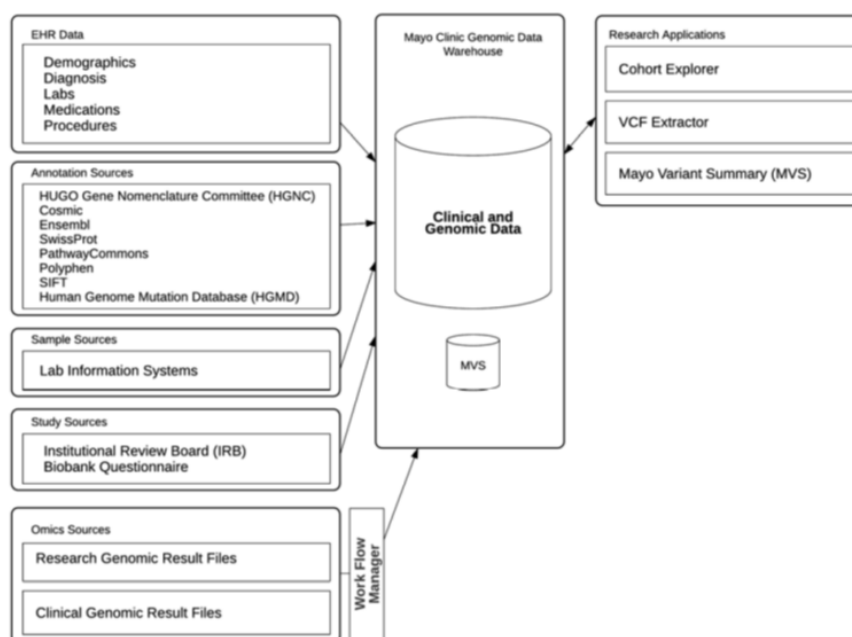 EHR Data
Demographics
Diagnosis
Labs
Medications
Procedures
Annotation Sources
HUGO Gene Nomenclature Committee (HGNC)
Cosmic
Ensembl
SwissProt
PathwayCommons
Polyphen
SIFT
Human Genome Mutation Database (HGMD)
Sample Sources
Lab Information Systems
Study Sources
Institutional Review Board (IRB)
Biobank Questionnaire
Omics Sources
Research Genomic Result Files
Clinical Genomic Result Files
Work Flow
Manager
Mayo Clinic Genomic Data
Warehouse
Clinical and
Genomic Data
MVS
Research Applications
Cohort Explorer
VCF Extractor
Mayo Variant Summary (MVS)